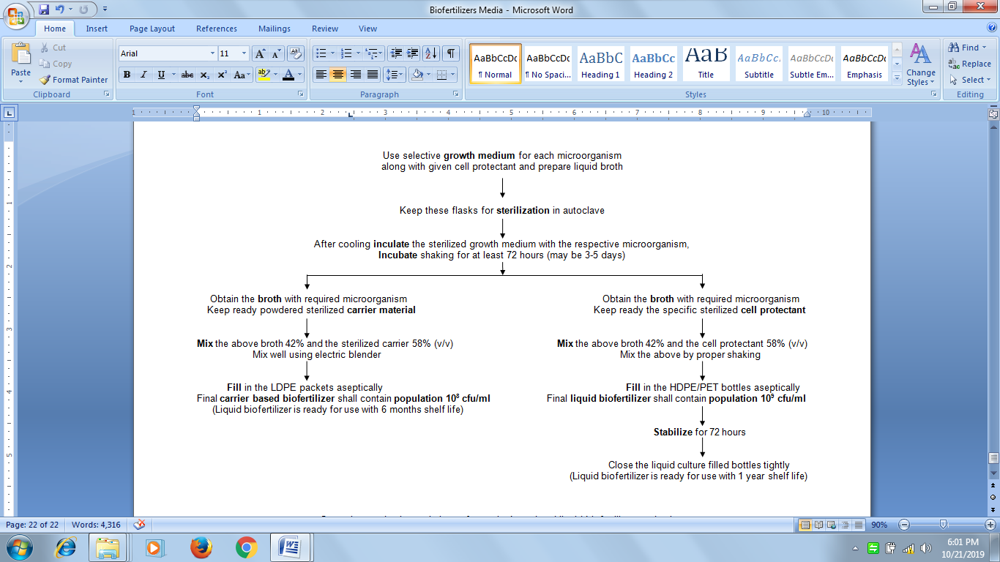 Biofertilizers Media - Microsoft Word
Home Insert Page Layout References Mailings Review View
Paste
Cut
Copy
Format Painter
Clipboard
Arial 11
B I U abc x₂ x² Aa A
Font
Paragraph
AaBbCcDc AaBbCcDc AaBbC AaBbCc AaB AaBbCc. AaBbCcDc AaBbCcDc
¶ Normal ¶ No Spaci... Heading 1 Heading 2 Title Subtitle Subtle Em... Emphasis
Change
Styles
Styles
Find
Replace
Select
Editing
1 1 2 3 4 5 6 7 8 9 10
1
2
3
4
5
Use selective growth medium for each microorganism
along with given cell protectant and prepare liquid broth
Keep these flasks for sterilization in autoclave
After cooling inculate the sterilized growth medium with the respective microorganism,
Incubate shaking for at least 72 hours (may be 3-5 days)
Obtain the broth with required microorganism
Keep ready powdered sterilized carrier material
Mix the above broth 42% and the sterilized carrier 58% (v/v)
Mix well using electric blender
Fill in the LDPE packets aseptically
Final carrier based biofertilizer shall contain population 10⁸ cfu/ml
(Liquid biofertilizer is ready for use with 6 months shelf life)
Obtain the broth with required microorganism
Keep ready the specific sterilized cell protectant
Mix the above broth 42% and the cell protectant 58% (v/v)
Mix the above by proper shaking
Fill in the HDPE/PET bottles aseptically
Final liquid biofertilizer shall contain population 10⁹ cfu/ml
Stabilize for 72 hours
Close the liquid culture filled bottles tightly
(Liquid biofertilizer is ready for use with 1 year shelf life)
Page: 22 of 22 Words: 4,316 90%
6:01 PM
10/21/2019